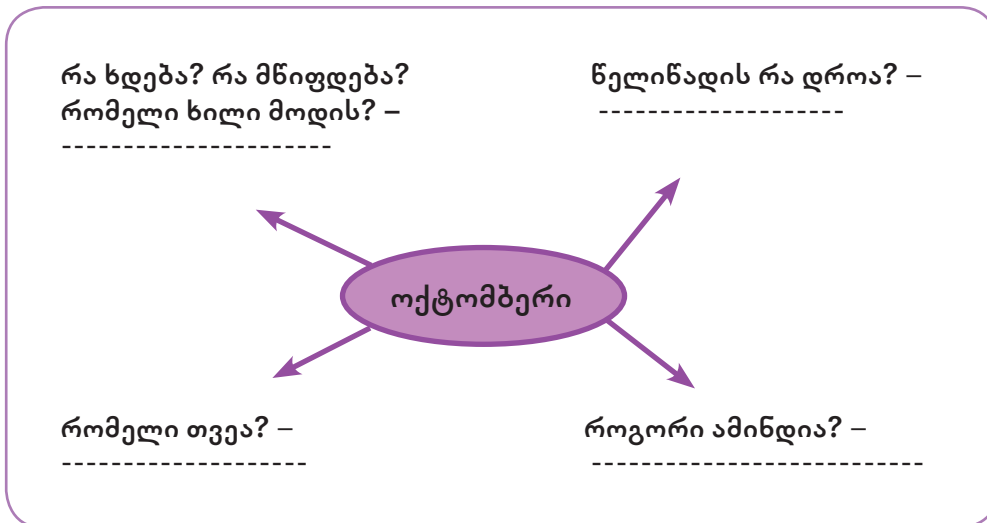 რა ხდება? რა მწიფდება?
რომელი ხილი მოდის? –
----------------------
წელიწადის რა დროა? –
--------------------
ოქტომბერი
რომელი თვეა? –
--------------------
როგორი ამინდია? –
---------------------------